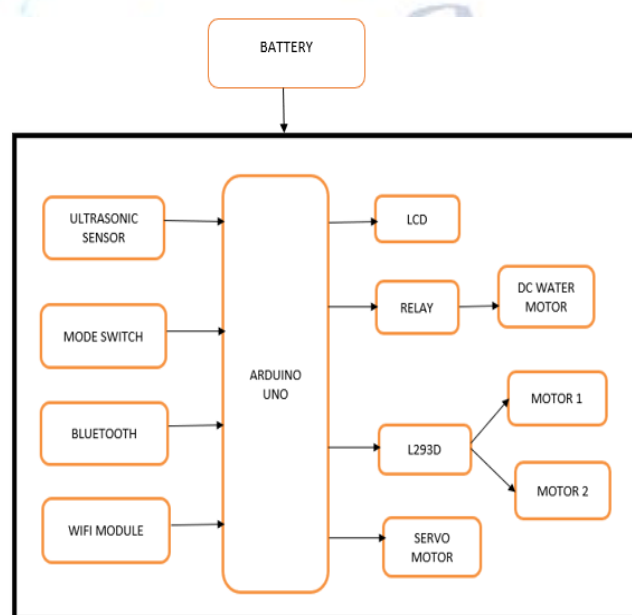 BATTERY
ULTRASONIC
SENSOR
MODE SWITCH
BLUETOOTH
WIFI MODULE
ARDUINO
UNO
LCD
RELAY
DC WATER
MOTOR
L293D
MOTOR 1
MOTOR 2
SERVO
MOTOR